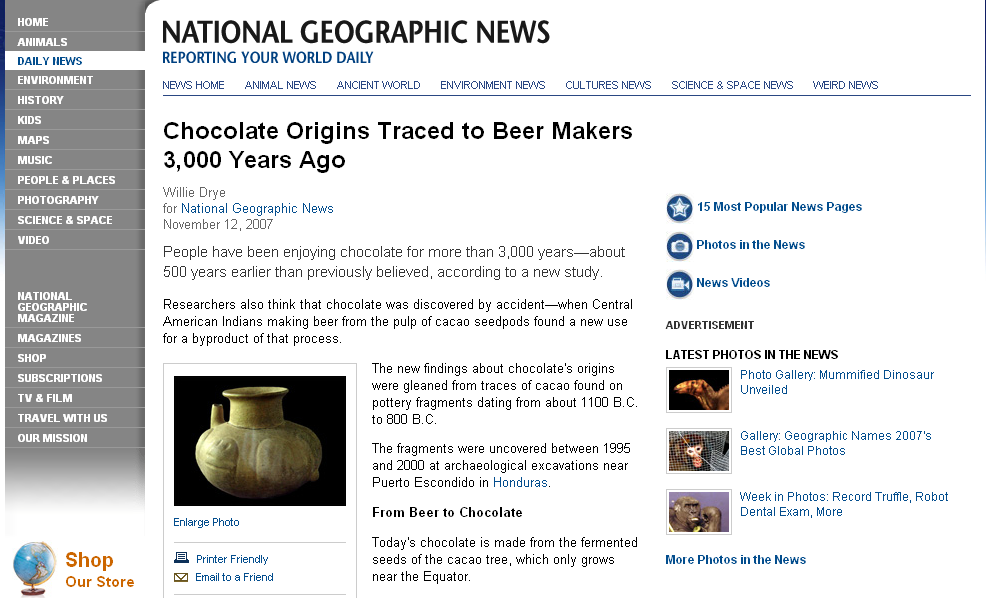 HOME
ANIMALS
DAILY NEWS
ENVIRONMENT
HISTORY
KIDS
MAPS
MUSIC
PEOPLE & PLACES
PHOTOGRAPHY
SCIENCE & SPACE
VIDEO
NATIONAL
GEOGRAPHIC
MAGAZINE
MAGAZINES
SHOP
SUBSCRIPTIONS
TV & FILM
TRAVEL WITH US
OUR MISSION
Shop
Our Store
NATIONAL GEOGRAPHIC NEWS
REPORTING YOUR WORLD DAILY
NEWS HOME ANIMAL NEWS ANCIENT WORLD ENVIRONMENT NEWS CULTURES NEWS SCIENCE & SPACE NEWS WEIRD NEWS
Chocolate Origins Traced to Beer Makers
3,000 Years Ago
Willie Drye
for National Geographic News
November 12, 2007
People have been enjoying chocolate for more than 3,000 years—about
500 years earlier than previously believed, according to a new study.
Researchers also think that chocolate was discovered by accident—when Central
American Indians making beer from the pulp of cacao seedpods found a new use
for a byproduct of that process.
Enlarge Photo
Printer Friendly
Email to a Friend
The new findings about chocolate's origins
were gleaned from traces of cacao found on
pottery fragments dating from about 1100 B.C.
to 800 B.C.
The fragments were uncovered between 1995
and 2000 at archaeological excavations near
Puerto Escondido in Honduras.
From Beer to Chocolate
Today's chocolate is made from the fermented
seeds of the cacao tree, which only grows
near the Equator.
15 Most Popular News Pages
Photos in the News
News Videos
ADVERTISEMENT
LATEST PHOTOS IN THE NEWS
Photo Gallery: Mummified Dinosaur
Unveiled
Gallery: Geographic Names 2007's
Best Global Photos
Week in Photos: Record Truffle, Robot
Dental Exam, More
More Photos in the News